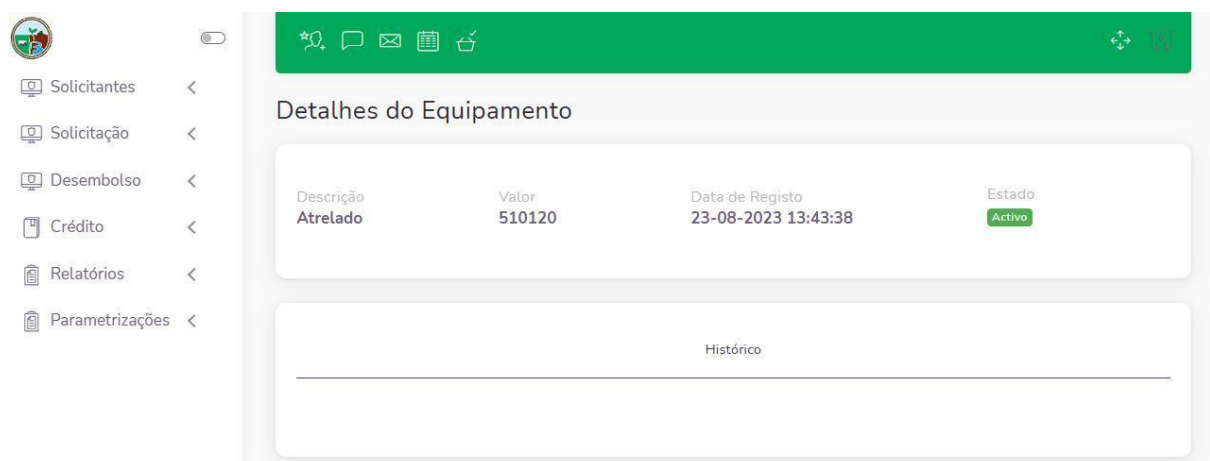 Solicitantes
Solicitação
Desembolso
Crédito
Relatórios
Parametrizações
Detalhes do Equipamento
Descrição Valor Data de Registo Estado
Atrelado 510120 23-08-2023 13:43:38 Activo
Histórico